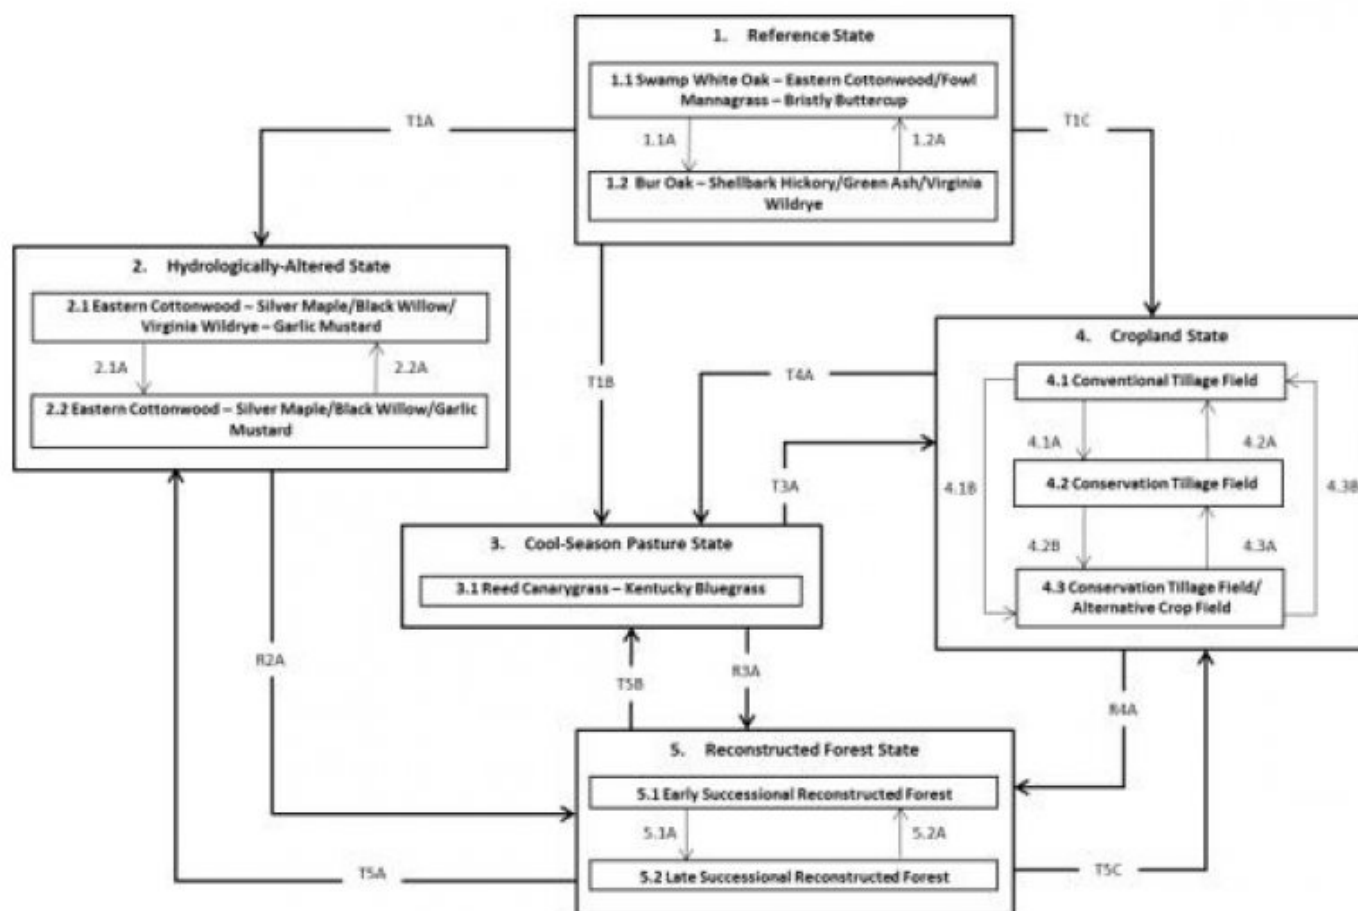 1. Reference State
1.1 Swamp White Oak – Eastern Cottonwood/Fowl
Mannagrass – Bristly Buttercup
1.1A
1.2A
1.2 Bur Oak – Shellbark Hickory/Green Ash/Virginia
Wildrye
T1A
T1C
2. Hydrologically-Altered State
2.1 Eastern Cottonwood – Silver Maple/Black Willow/
Virginia Wildrye – Garlic Mustard
2.1A
2.2A
2.2 Eastern Cottonwood – Silver Maple/Black Willow/Garlic
Mustard
T1B
T4A
T3A
4. Cropland State
4.1 Conventional Tillage Field
4.1A
4.2A
4.1B
4.3B
4.2 Conservation Tillage Field
4.2B
4.3A
4.3 Conservation Tillage Field/
Alternative Crop Field
3. Cool-Season Pasture State
3.1 Reed Canarygrass – Kentucky Bluegrass
R2A
T5B
R3A
R4A
5. Reconstructed Forest State
5.1 Early Successional Reconstructed Forest
5.1A
5.2A
5.2 Late Successional Reconstructed Forest
T5A
T5C